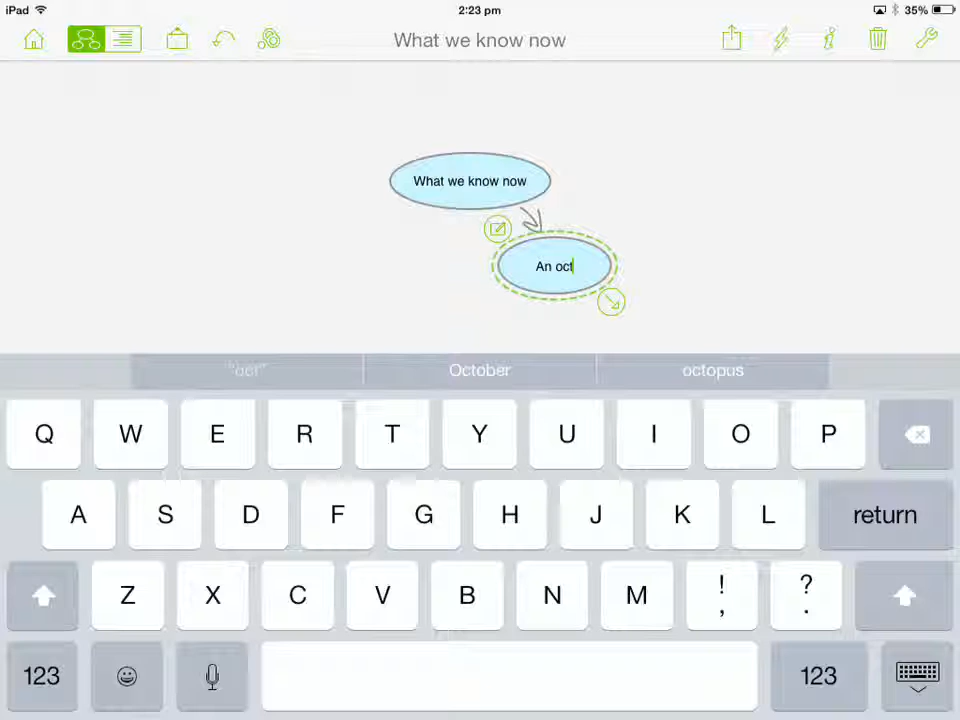 iPad 2:23 pm 35%
What we know now
What we know now
An oct
"oct" October octopus
Q W E R T Y U I O P
A S D F G H J K L return
Z X C V B N M ! , ? .
123 123